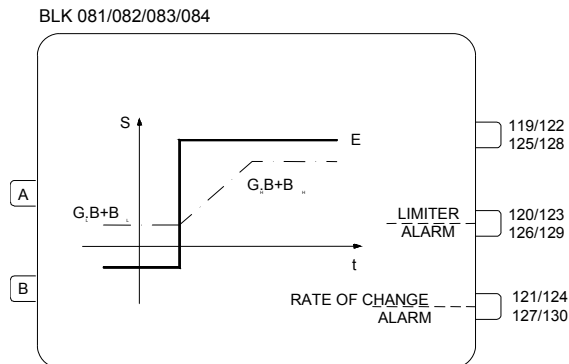 BLK 081/082/083/084
S
E
119/122
125/128
A
G B+B
L L
G B+B
H H
LIMITER
ALARM
120/123
126/129
t
B
RATE OF CHANGE
ALARM
121/124
127/130